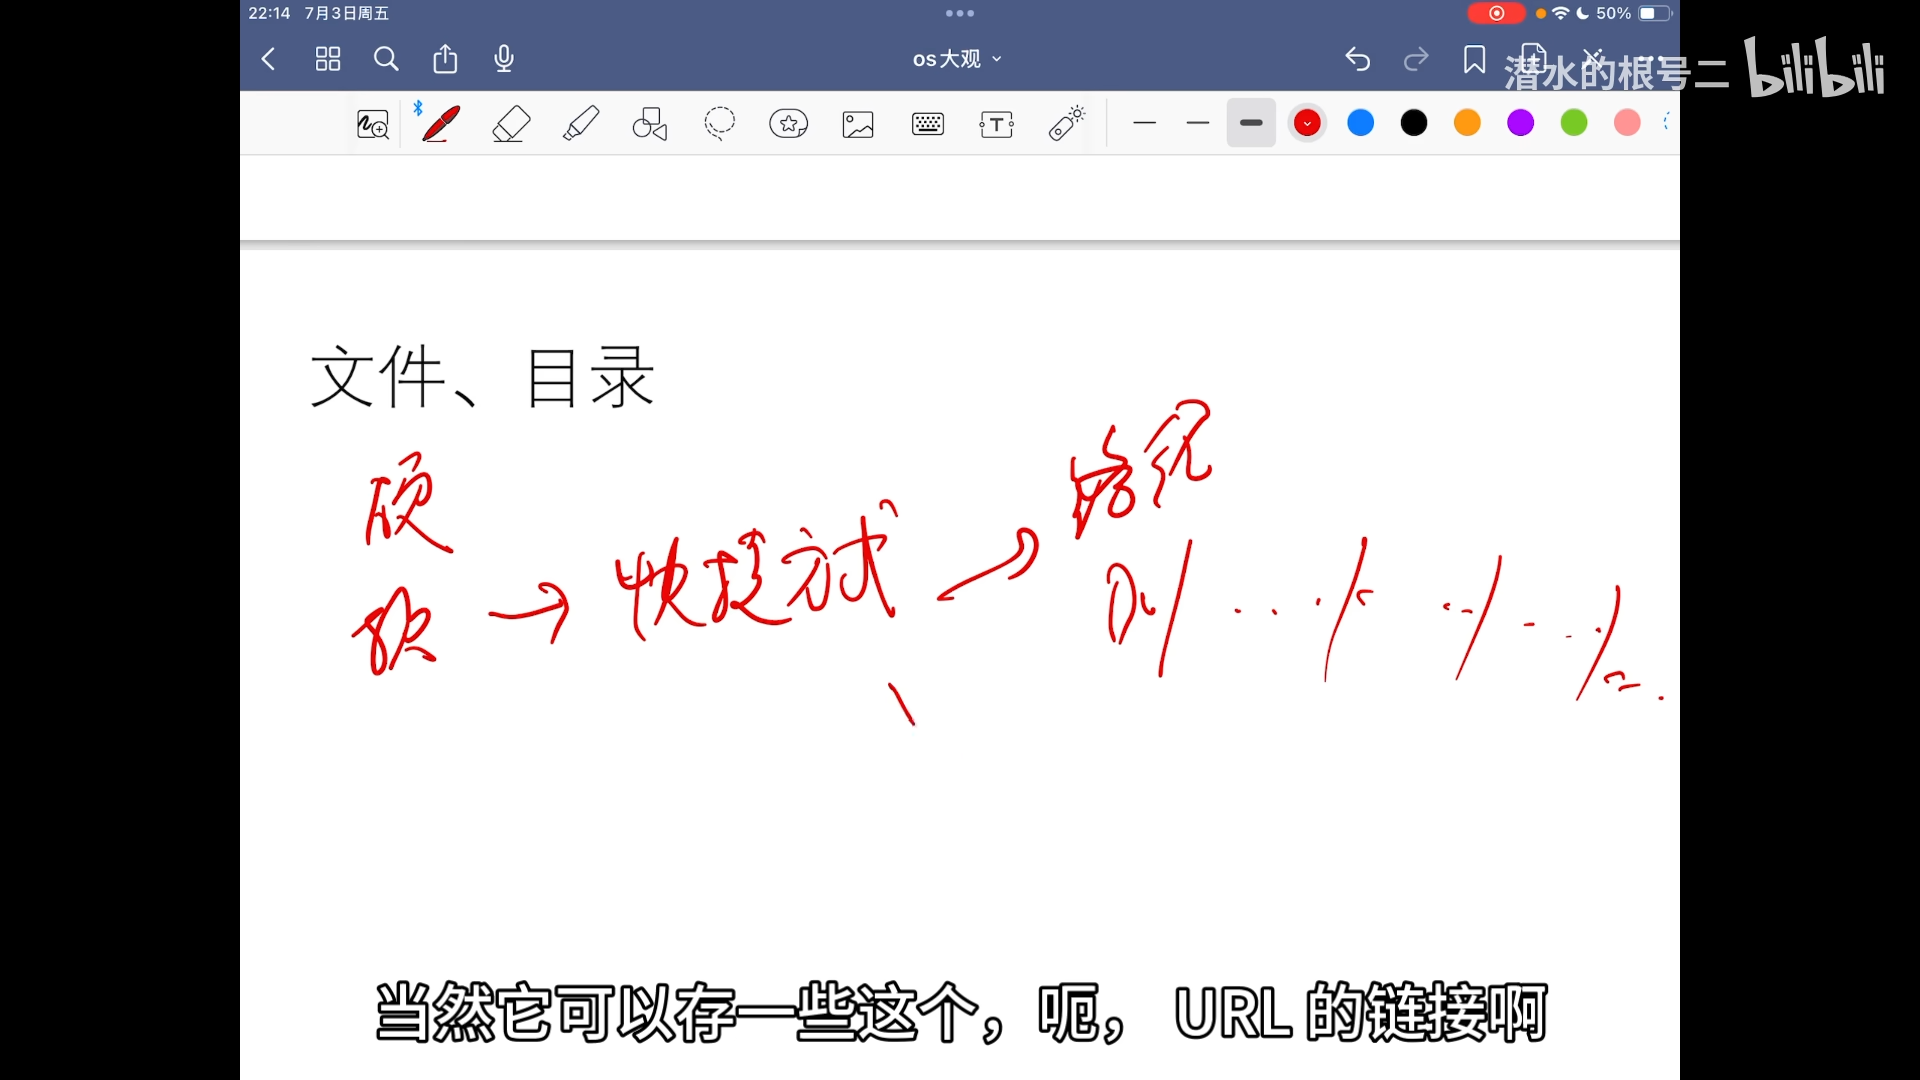 22:14 7月3日周五
50%
os大观
潜水的根号二 bilibili
T
文件、目录
硬
软 → 快捷方式 →
D:/
当然它可以存一些这个，呃， URL 的链接啊